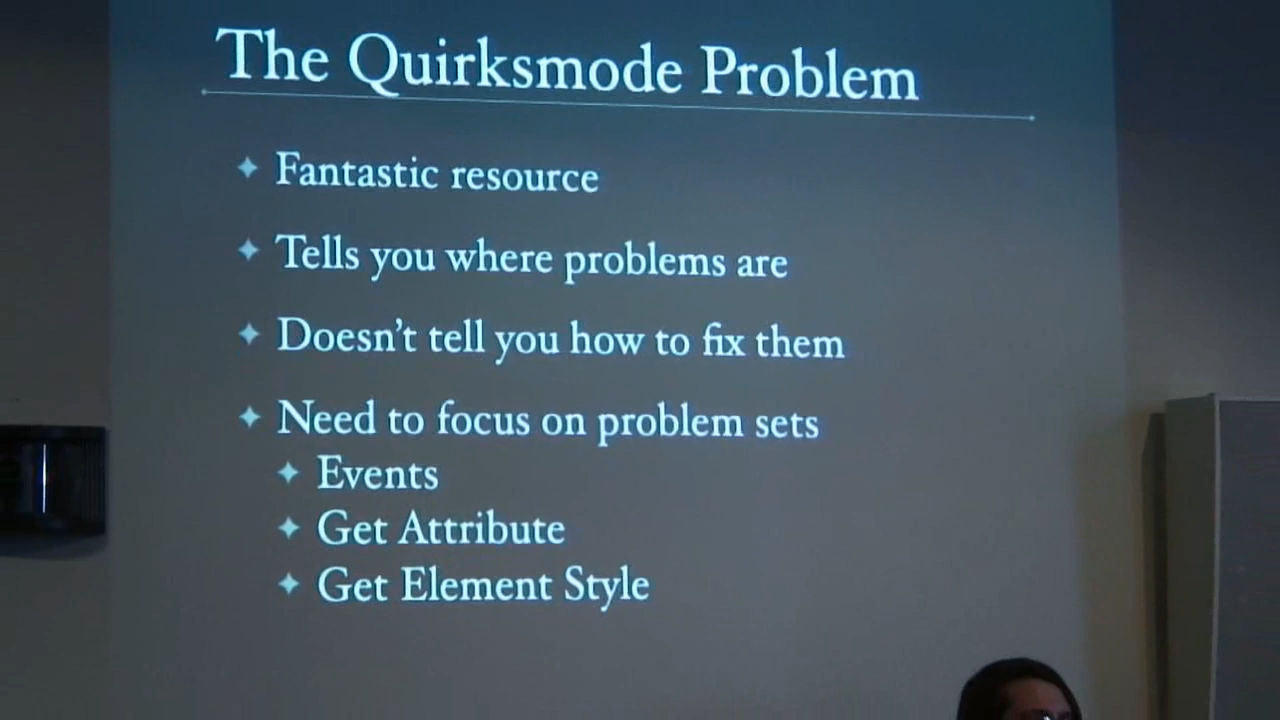 The Quirksmode Problem
Fantastic resource
Tells you where problems are
Doesn't tell you how to fix them
Need to focus on problem sets
Events
Get Attribute
Get Element Style